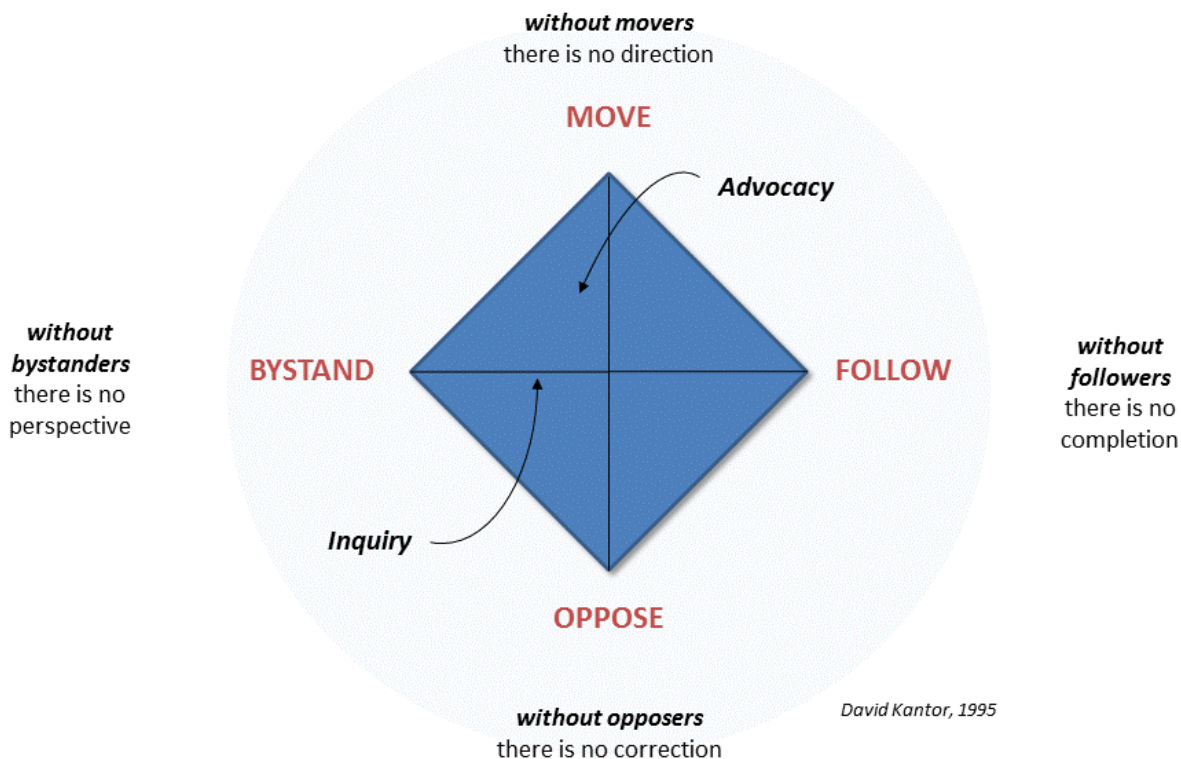 without movers
there is no direction
MOVE
Advocacy
without
bystanders
there is no
perspective
BYSTAND
FOLLOW
without
followers
there is no
completion
Inquiry
OPPOSE
David Kantor, 1995
without opposers
there is no correction